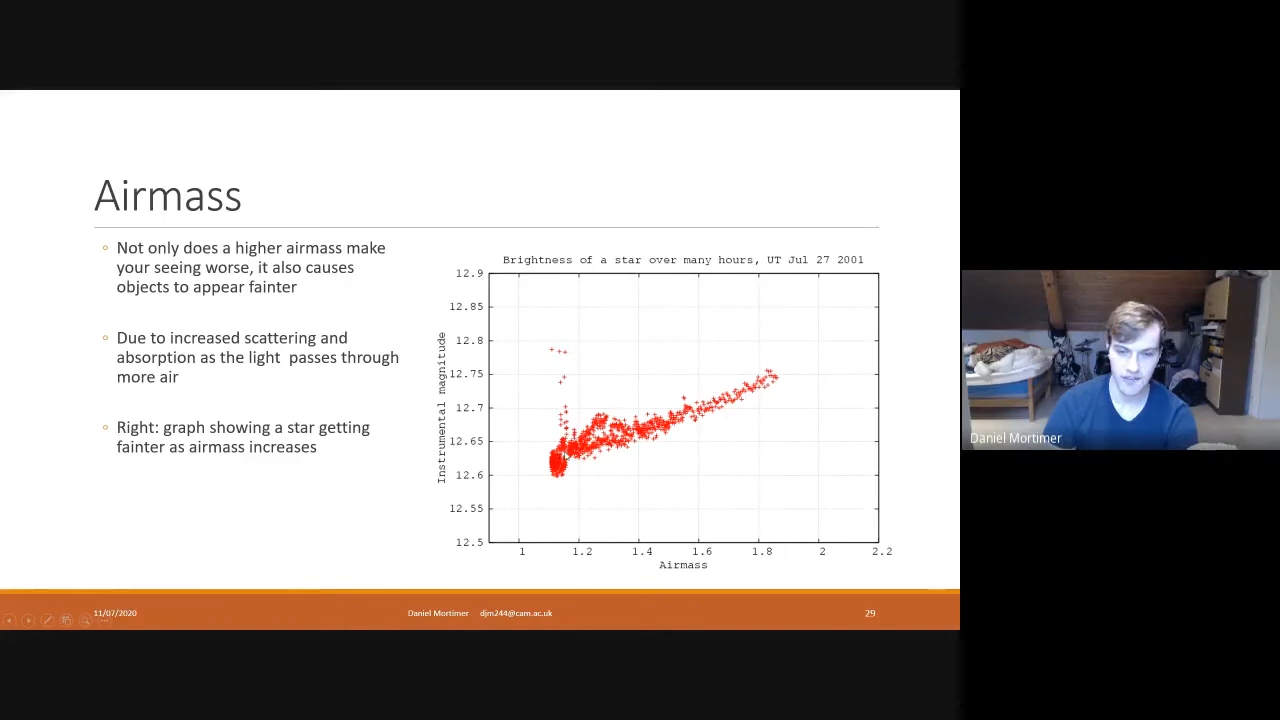 Airmass
◦ Not only does a higher airmass make
your seeing worse, it also causes
objects to appear fainter
◦ Due to increased scattering and
absorption as the light  passes through
more air
◦ Right: graph showing a star getting
fainter as airmass increases
Brightness of a star over many hours, UT Jul 27 2001
Instrumental magnitude
12.9
12.85
12.8
12.75
12.7
12.65
12.6
12.55
12.5
1 1.2 1.4 1.6 1.8 2 2.2
Airmass
11/07/2020 Daniel Mortimer djm244@cam.ac.uk 29
Daniel Mortimer